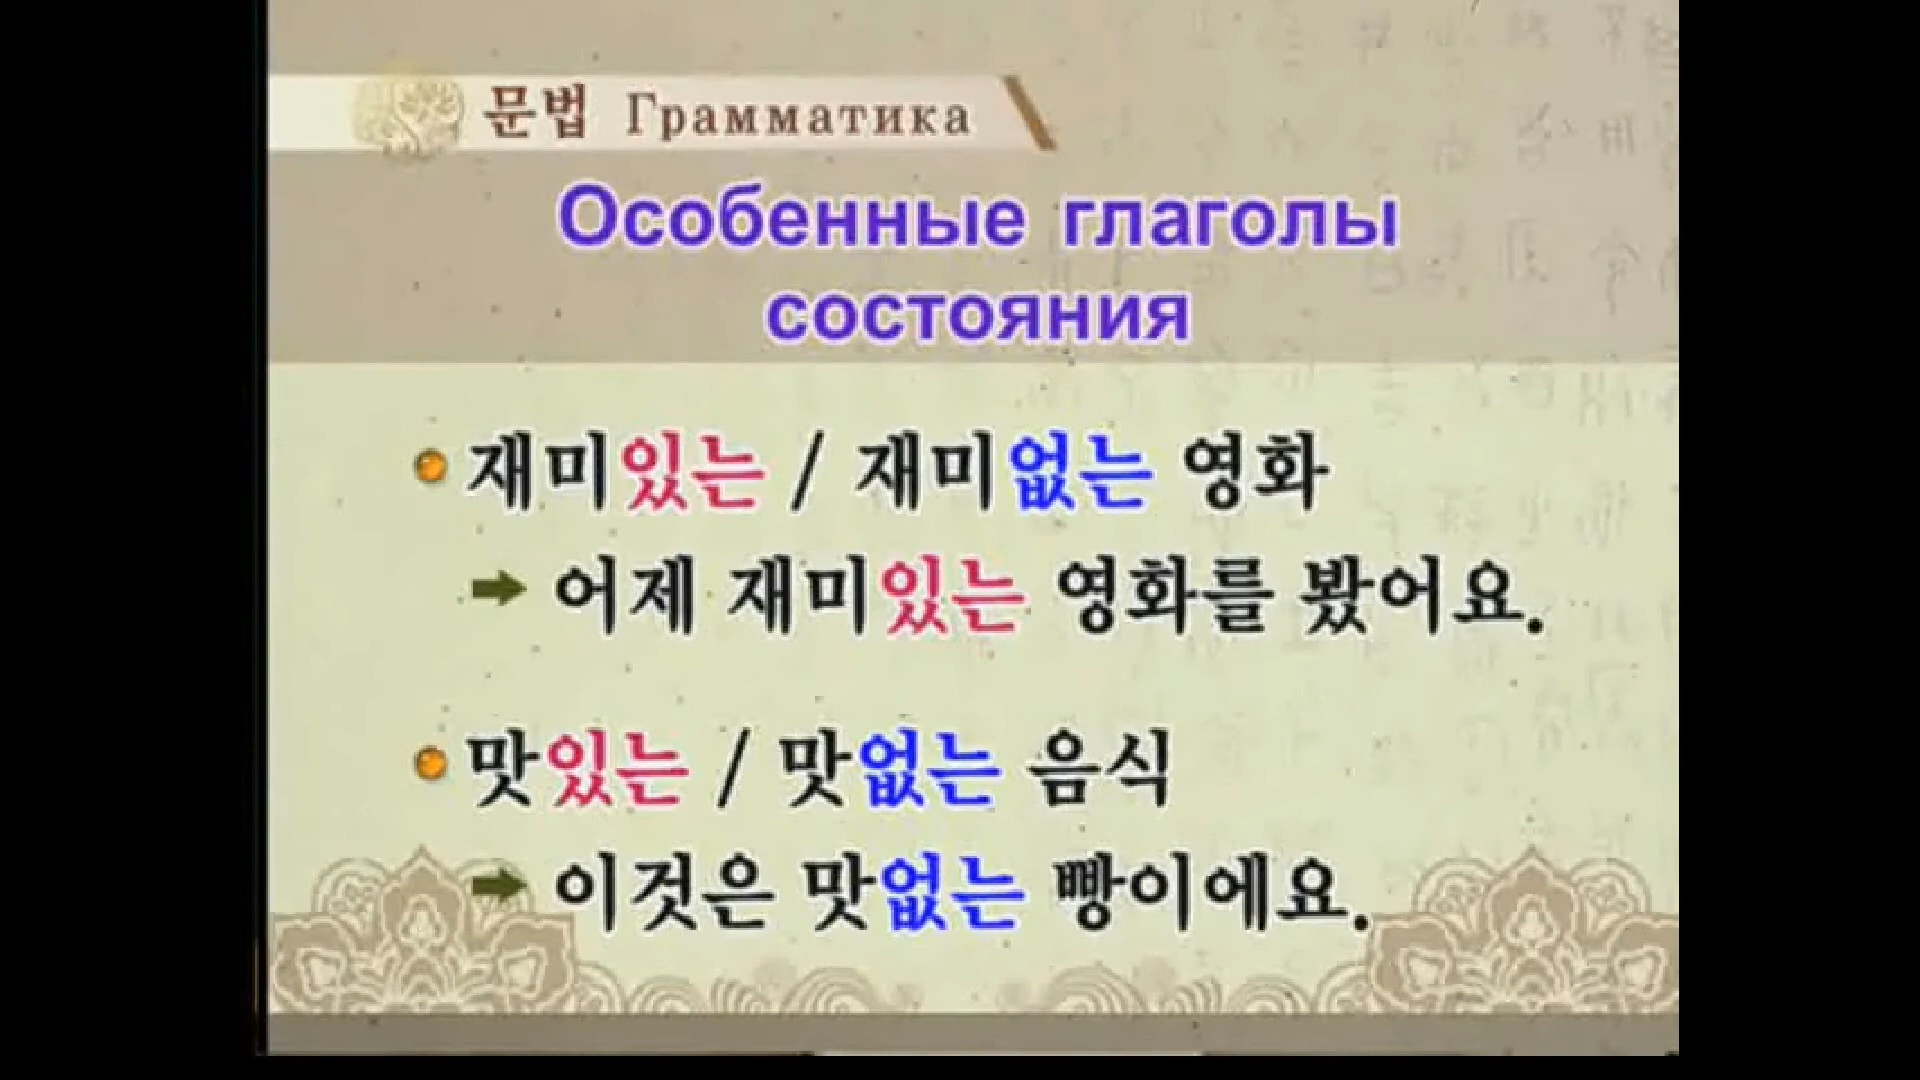 문법 Грамматика
Особенные глаголы
состояния
재미있는 / 재미없는 영화
어제 재미있는 영화를 봤어요.
맛있는 / 맛없는 음식
이것은 맛없는 빵이에요.